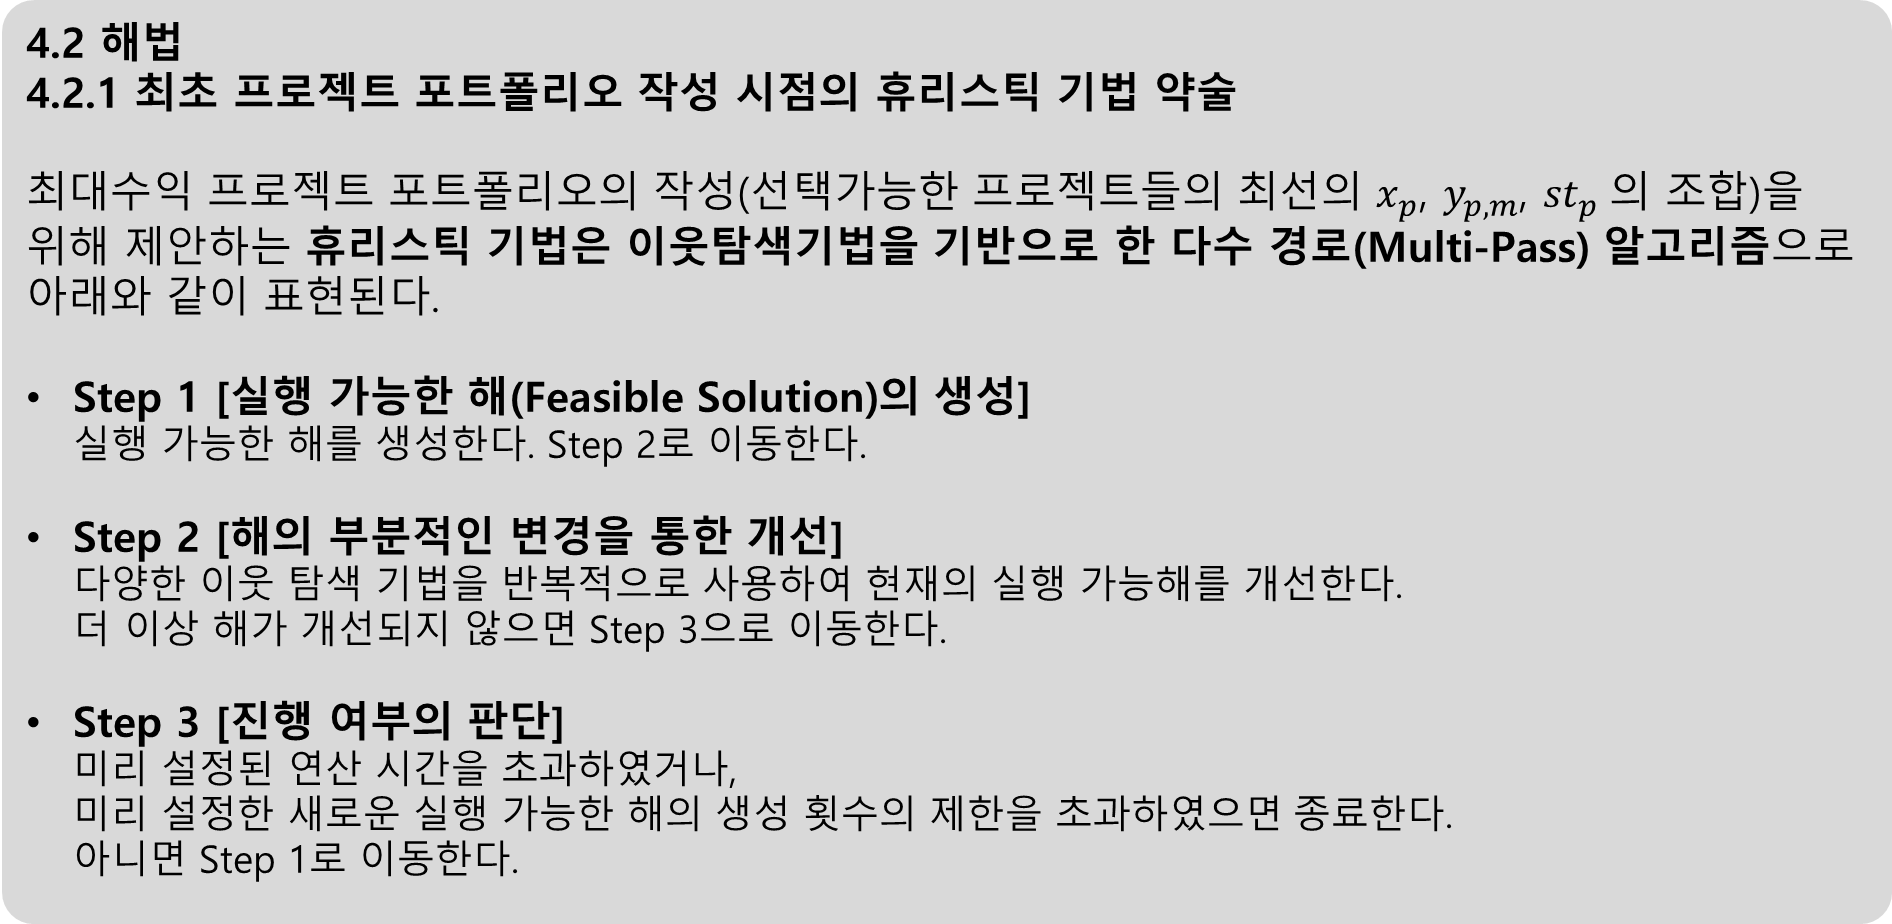 4.2 해법
4.2.1 최초 프로젝트 포트폴리오 작성 시점의 휴리스틱 기법 약술
최대수익 프로젝트 포트폴리오의 작성(선택가능한 프로젝트들의 최선의 x_p, y_{p,m}, st_p 의 조합)을
위해 제안하는 휴리스틱 기법은 이웃탐색기법을 기반으로 한 다수 경로(Multi-Pass) 알고리즘으로
아래와 같이 표현된다.
• Step 1 [실행 가능한 해(Feasible Solution)의 생성]
실행 가능한 해를 생성한다. Step 2로 이동한다.
• Step 2 [해의 부분적인 변경을 통한 개선]
다양한 이웃 탐색 기법을 반복적으로 사용하여 현재의 실행 가능해를 개선한다.
더 이상 해가 개선되지 않으면 Step 3으로 이동한다.
• Step 3 [진행 여부의 판단]
미리 설정된 연산 시간을 초과하였거나,
미리 설정한 새로운 실행 가능한 해의 생성 횟수의 제한을 초과하였으면 종료한다.
아니면 Step 1로 이동한다.